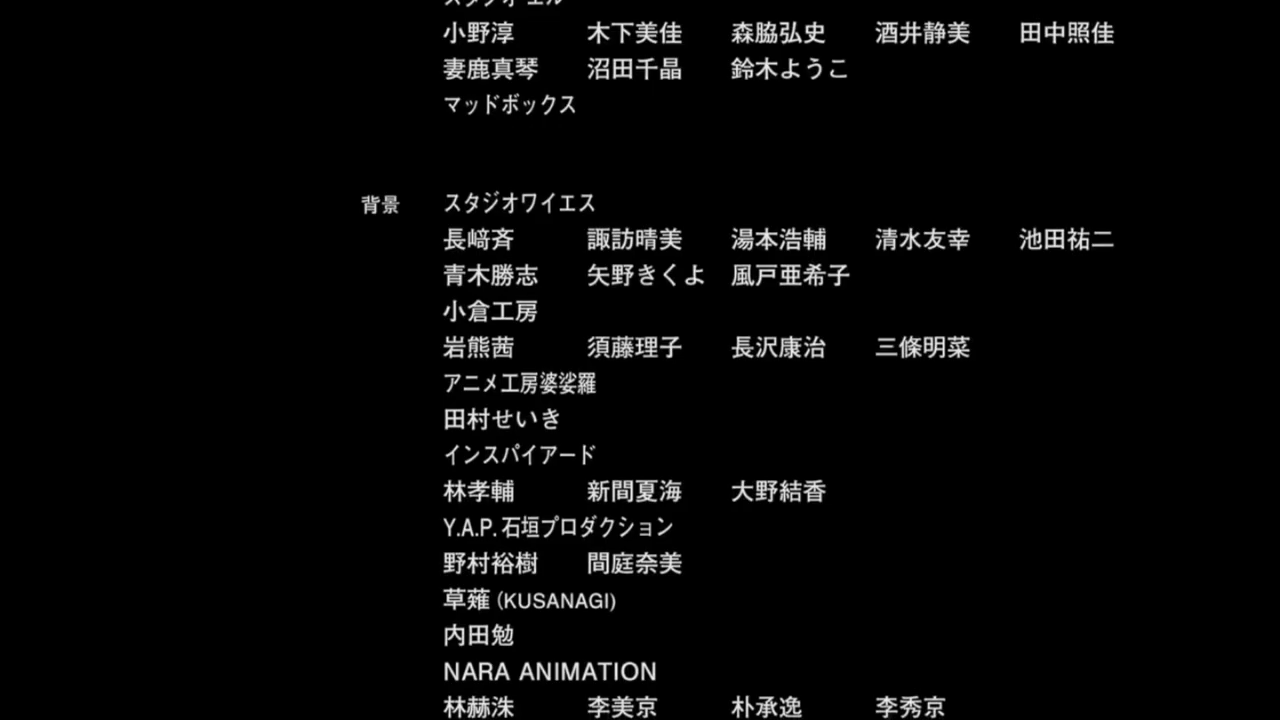 スタジオエル
小野淳 木下美佳 森脇弘史 酒井静美 田中照佳
妻鹿真琴 沼田千晶 鈴木ようこ
マッドボックス
背景 スタジオワイエス
長﨑斉 諏訪晴美 湯本浩輔 清水友幸 池田祐二
青木勝志 矢野きくよ 風戸亜希子
小倉工房
岩熊茜 須藤理子 長沢康治 三條明菜
アニメ工房婆娑羅
田村せいき
インスパイアード
林孝輔 新間夏海 大野結香
Y.A.P. 石垣プロダクション
野村裕樹 間庭奈美
草薙 (KUSANAGI)
内田勉
NARA ANIMATION
林赫洙 李美京 朴承逸 李秀京